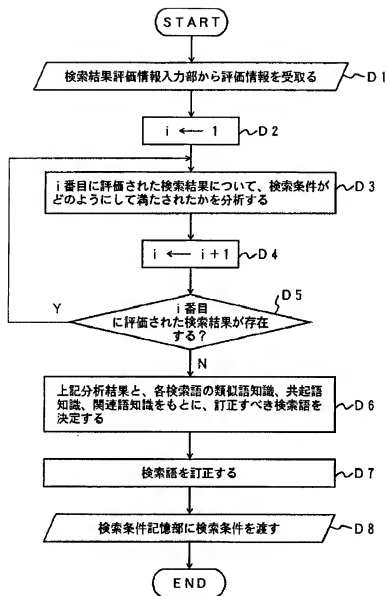 START
検索結果評価情報入力部から評価情報を受取る
D1
i ← 1
D2
i番目に評価された検索結果について、検索条件が
どのようにして満たされたかを分析する
D3
i ← i+1
D4
D5
i番目
に評価された検索結果が存在
する？
Y
N
上記分析結果と、各検索語の類似語知識、共起語
知識、関連語知識をもとに、訂正すべき検索語を
決定する
D6
検索語を訂正する
D7
検索条件記憶部に検索条件を渡す
D8
END